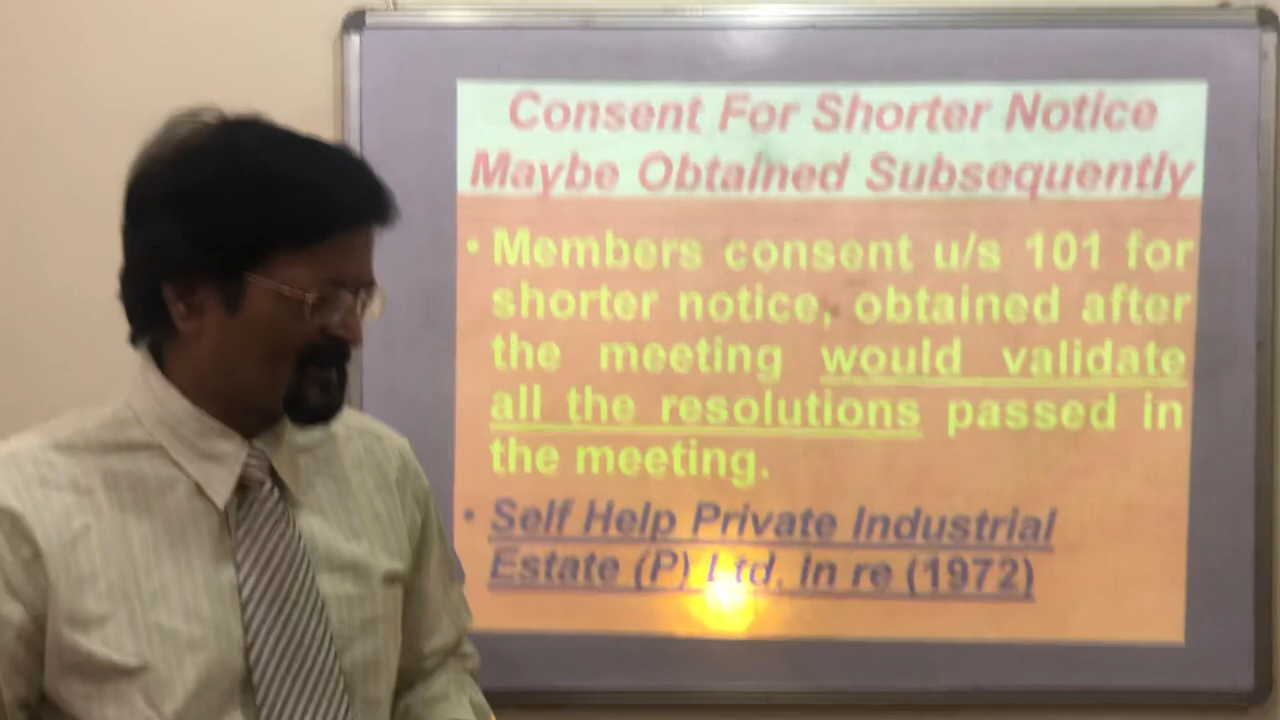 Consent For Shorter Notice
Maybe Obtained Subsequently
• Members consent u/s 101 for
shorter notice, obtained after
the meeting would validate
all the resolutions passed in
the meeting.
• Self Help Private Industrial
Estate (P) Ltd. In re (1972)